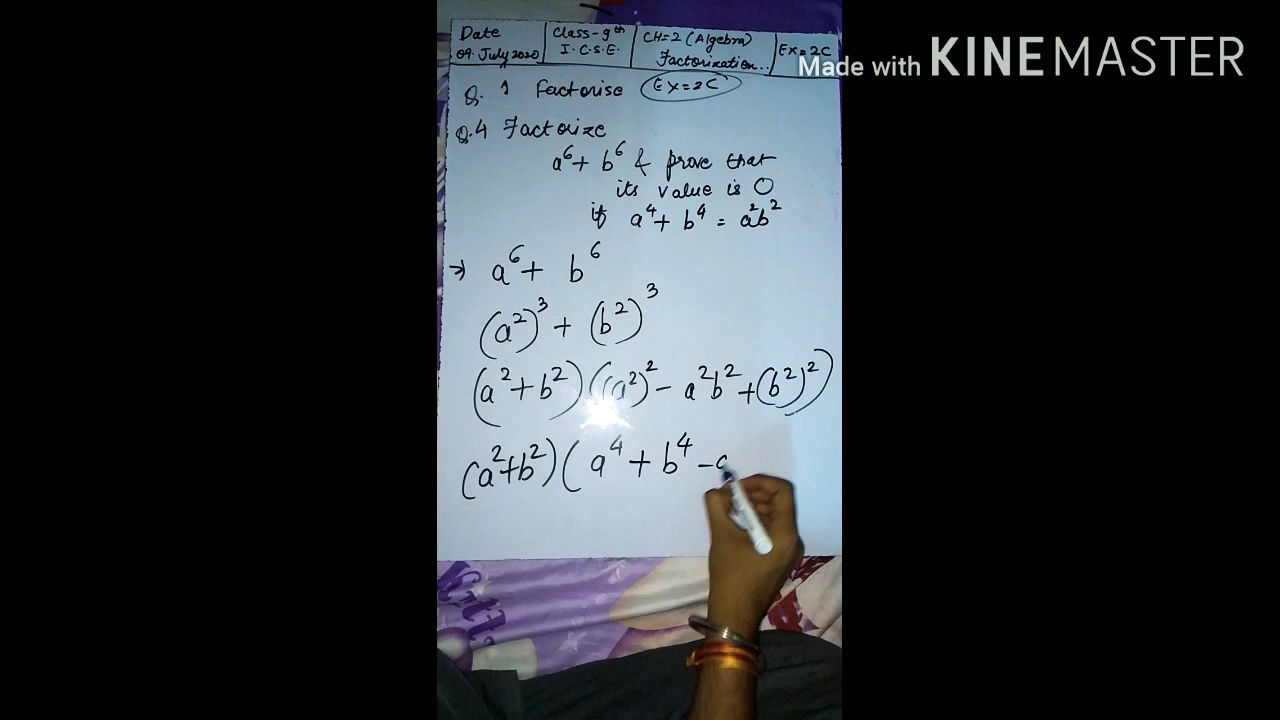 Date 09. July 2020 Class - 9th I.C.S.E. CH=2 (Algebra) Factorization... Ex = 2C
Made with KINEMASTER
Q. 1 Factorise Ex=2C
Q.4 Factorize
a⁶ + b⁶ & prove that
its value is 0
if a⁴ + b⁴ = a²b²
→ a⁶ + b⁶
(a²)³ + (b²)³
(a² + b²) ((a²)² - a²b² + (b²)²)
(a²+b²) ( a⁴ + b⁴ - a